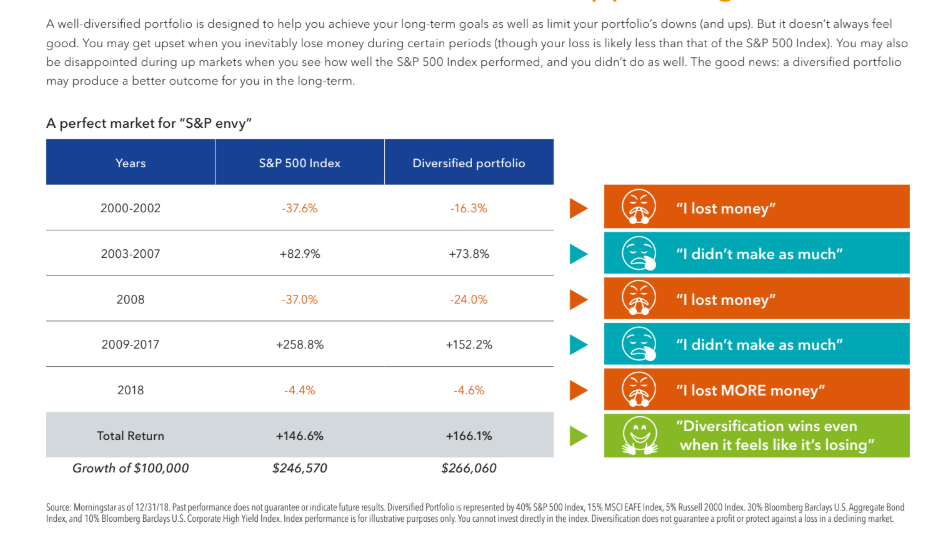 A well-diversified portfolio is designed to help you achieve your long-term goals as well as limit your portfolio's downs (and ups). But it doesn't always feel
good. You may get upset when you inevitably lose money during certain periods (though your loss is likely less than that of the S&P 500 Index). You may also
be disappointed during up markets when you see how well the S&P 500 Index performed, and you didn't do as well. The good news: a diversified portfolio
may produce a better outcome for you in the long-term.
A perfect market for "S&P envy"
Years S&P 500 Index Diversified portfolio
2000-2002 -37.6% -16.3% "I lost money"
2003-2007 +82.9% +73.8% "I didn't make as much"
2008 -37.0% -24.0% "I lost money"
2009-2017 +258.8% +152.2% "I didn't make as much"
2018 -4.4% -4.6% "I lost MORE money"
Total Return +146.6% +166.1% "Diversification wins even
when it feels like it's losing"
Growth of $100,000 $246,570 $266,060
Source: Morningstar as of 12/31/18. Past performance does not guarantee or indicate future results. Diversified Portfolio is represented by 40% S&P 500 Index, 15% MSCI EAFE Index, 5% Russell 2000 Index. 30% Bloomberg Barclays U.S. Aggregate Bond
Index, and 10% Bloomberg Barclays U.S. Corporate High Yield Index. Index performance is for illustrative purposes only. You cannot invest directly in the index. Diversification does not guarantee a profit or protect against a loss in a declining market.